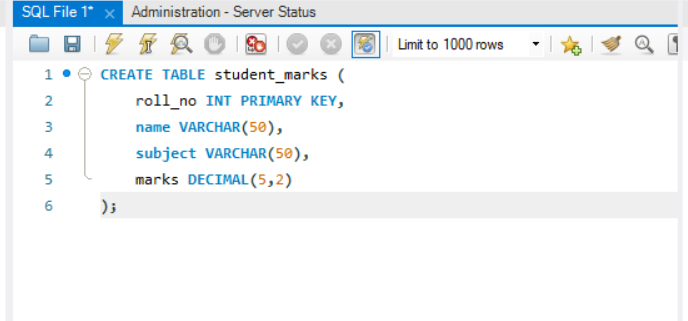 SQL File 1* × Administration - Server Status
Limit to 1000 rows
1 CREATE TABLE student_marks (
2 roll_no INT PRIMARY KEY,
3 name VARCHAR(50),
4 subject VARCHAR(50),
5 marks DECIMAL(5,2)
6 );